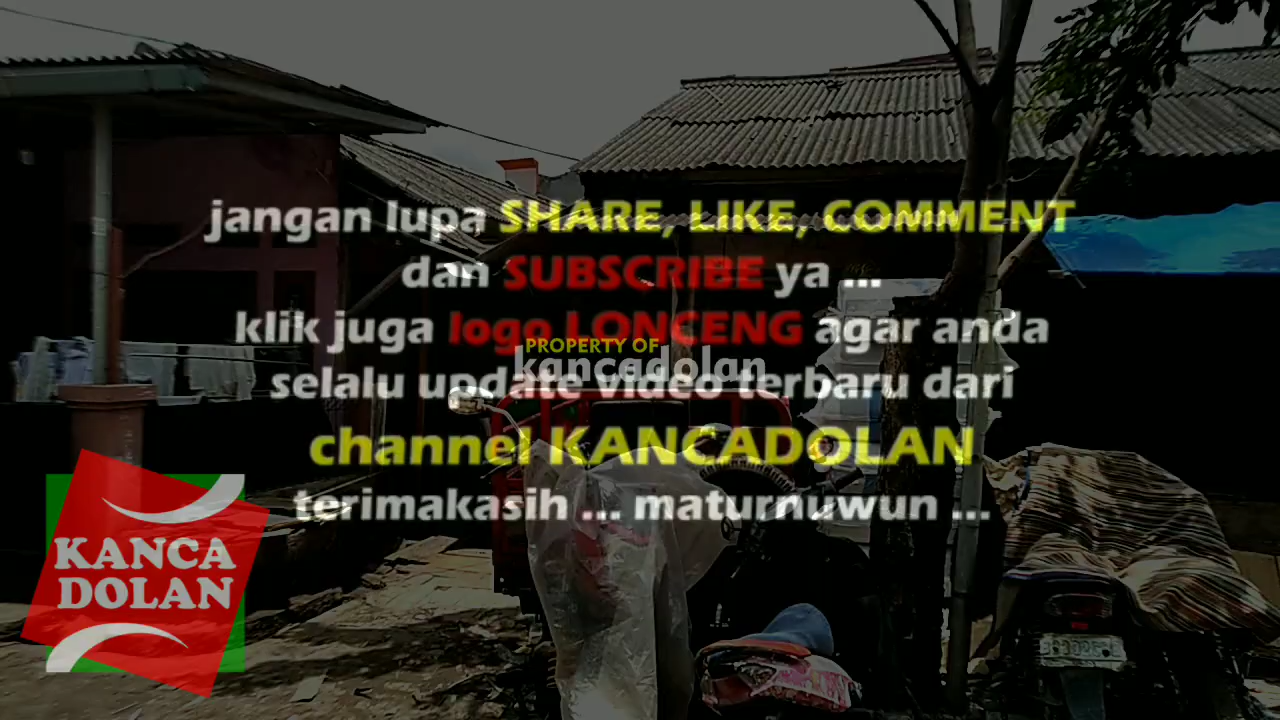 jangan lupa SHARE, LIKE, COMMENT
dan SUBSCRIBE ya ...
klik juga logo LONCENG agar anda
PROPERTY OF
kancadolan
selalu update video terbaru dari
channel KANCADOLAN
terimakasih ... maturnuwun ...
KANCA
DOLAN